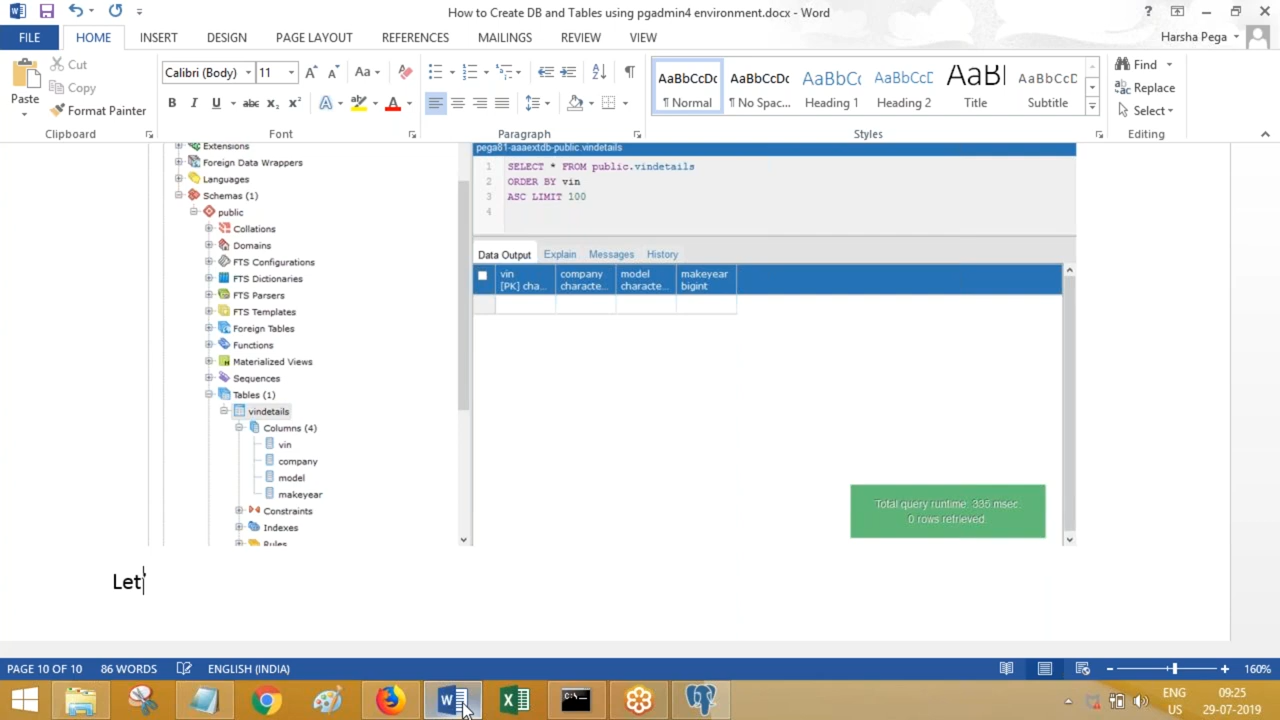 How to Create DB and Tables using pgadmin4 environment.docx - Word
FILE HOME INSERT DESIGN PAGE LAYOUT REFERENCES MAILINGS REVIEW VIEW Harsha Pega
Paste
Cut
Copy
Format Painter
Clipboard
Calibri (Body) 11
Font
Paragraph
AaBbCcDc
¶ Normal
AaBbCcDc
¶ No Spac...
AaBbCc
Heading 1
AaBbCcD
Heading 2
AaBl
Title
AaBbCcD
Subtitle
Styles
Find
Replace
Select
Editing
Extensions
Foreign Data Wrappers
Languages
Schemas (1)
public
Collations
Domains
FTS Configurations
FTS Dictionaries
FTS Parsers
FTS Templates
Foreign Tables
Functions
Materialized Views
Sequences
Tables (1)
vindetails
Columns (4)
vin
company
model
makeyear
Constraints
Indexes
Rules
pega81-aaaextdb-public.vindetails
1 SELECT * FROM public.vindetails
2 ORDER BY vin
3 ASC LIMIT 100
4
Data Output Explain Messages History
vin company model makeyear
[PK] cha... characte... characte... bigint
Total query runtime: 335 msec.
0 rows retrieved.
Let'
PAGE 10 OF 10 86 WORDS ENGLISH (INDIA) 160%
ENG 09:25
US 29-07-2019